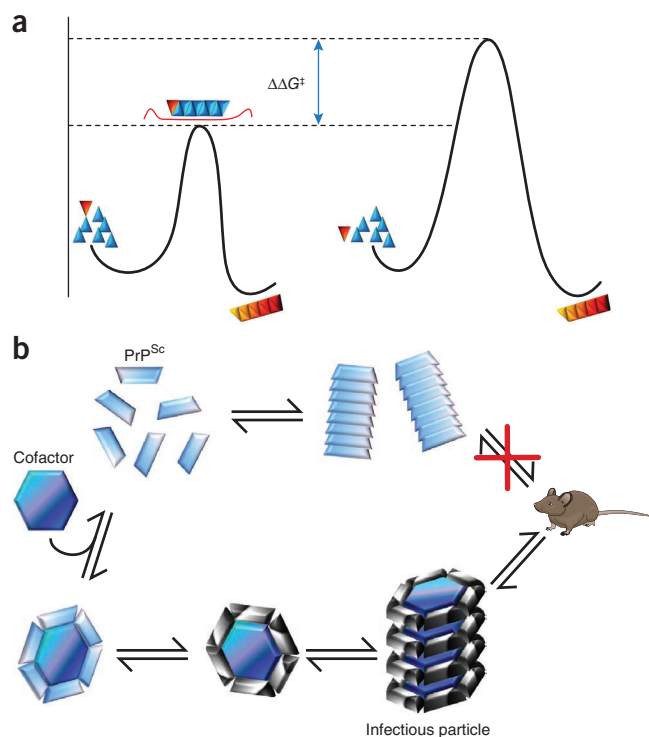 a
ΔΔG‡
b
PrPSc
Cofactor
Infectious particle